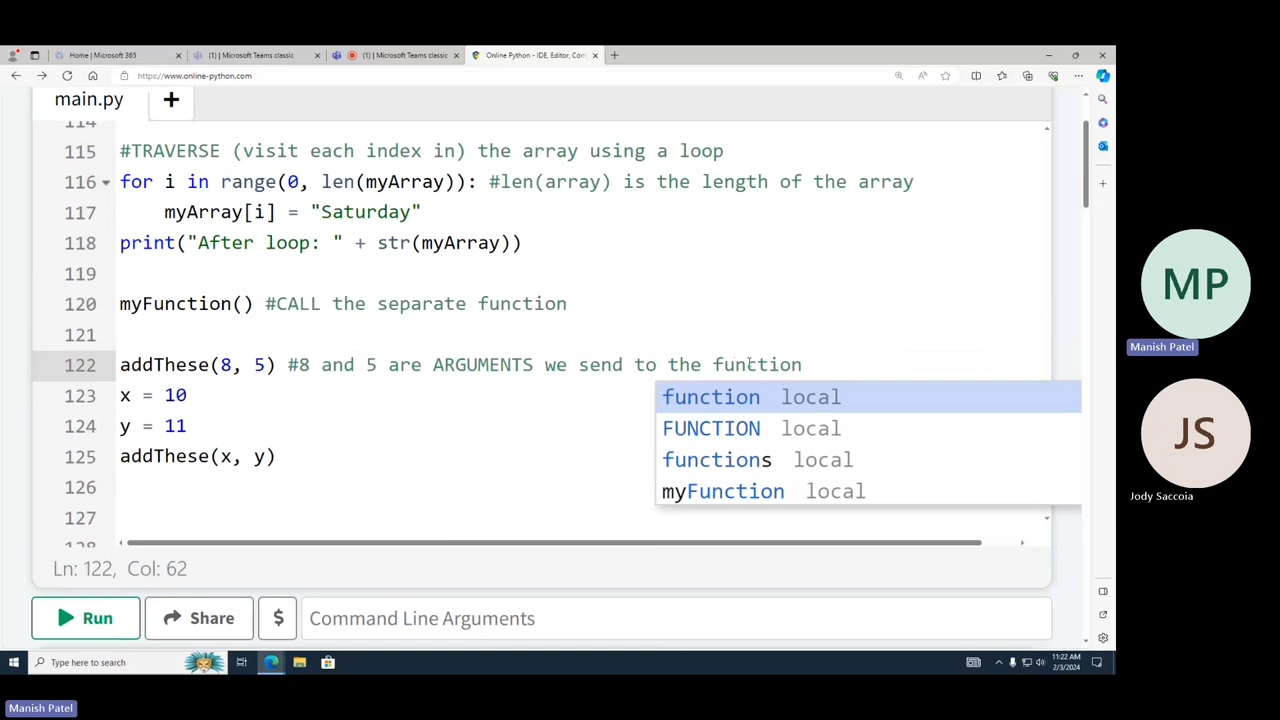 Home | Microsoft 365
(1) | Microsoft Teams classic
(1) | Microsoft Teams classic
Online Python - IDE, Editor, Com
https://www.online-python.com
main.py
+
114
115 #TRAVERSE (visit each index in) the array using a loop
116 for i in range(0, len(myArray)): #len(array) is the length of the array
117 myArray[i] = "Saturday"
118 print("After loop: " + str(myArray))
119
120 myFunction() #CALL the separate function
121
122 addThese(8, 5) #8 and 5 are ARGUMENTS we send to the function
123 x = 10
124 y = 11
125 addThese(x, y)
126
127
128
function local
FUNCTION local
functions local
myFunction local
Ln: 122, Col: 62
Run
Share
$
Command Line Arguments
Type here to search
11:22 AM
2/3/2024
MP
Manish Patel
JS
Jody Saccoia
Manish Patel